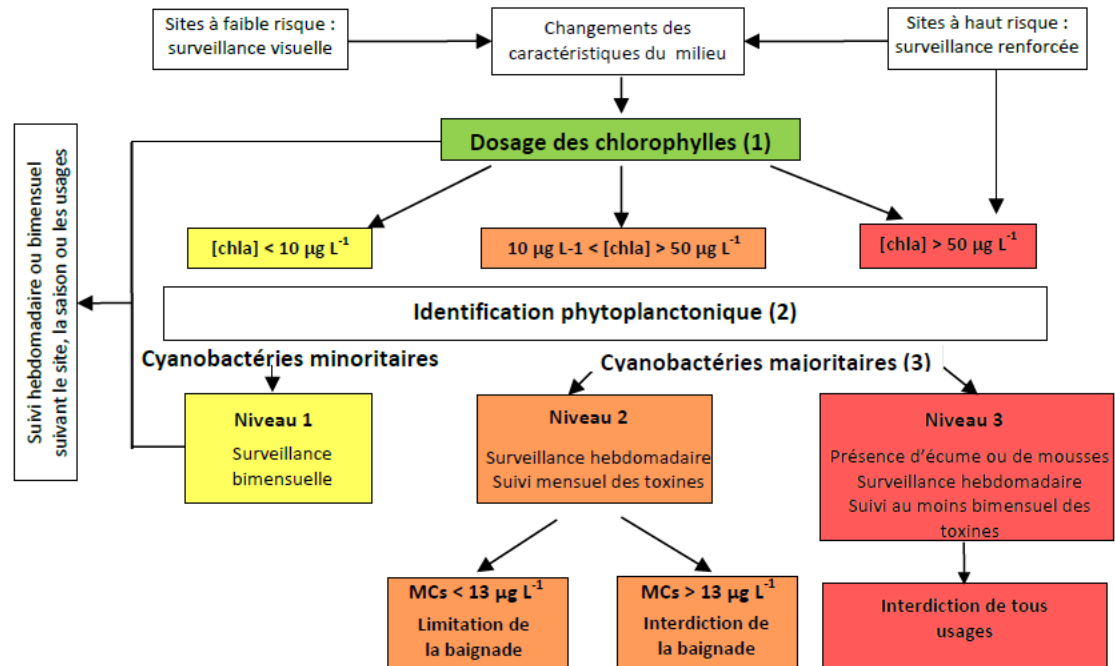 Sites à faible risque :
surveillance visuelle
Changements des
caractéristiques du milieu
Sites à haut risque :
surveillance renforcée
Suivi hebdomadaire ou bimensuel
suivant le site, la saison ou les usages
Dosage des chlorophylles (1)
[chla] < 10 µg L-1
10 µg L-1 < [chla] > 50 µg L-1
[chla] > 50 µg L-1
Identification phytoplanctonique (2)
Cyanobactéries minoritaires
Cyanobactéries majoritaires (3)
Niveau 1
Surveillance
bimensuelle
Niveau 2
Surveillance hebdomadaire
Suivi mensuel des toxines
Niveau 3
Présence d'écume ou de mousses
Surveillance hebdomadaire
Suivi au moins bimensuel des
toxines
MCs < 13 µg L-1
Limitation de
la baignade
MCs > 13 µg L-1
Interdiction de
la baignade
Interdiction de tous
usages